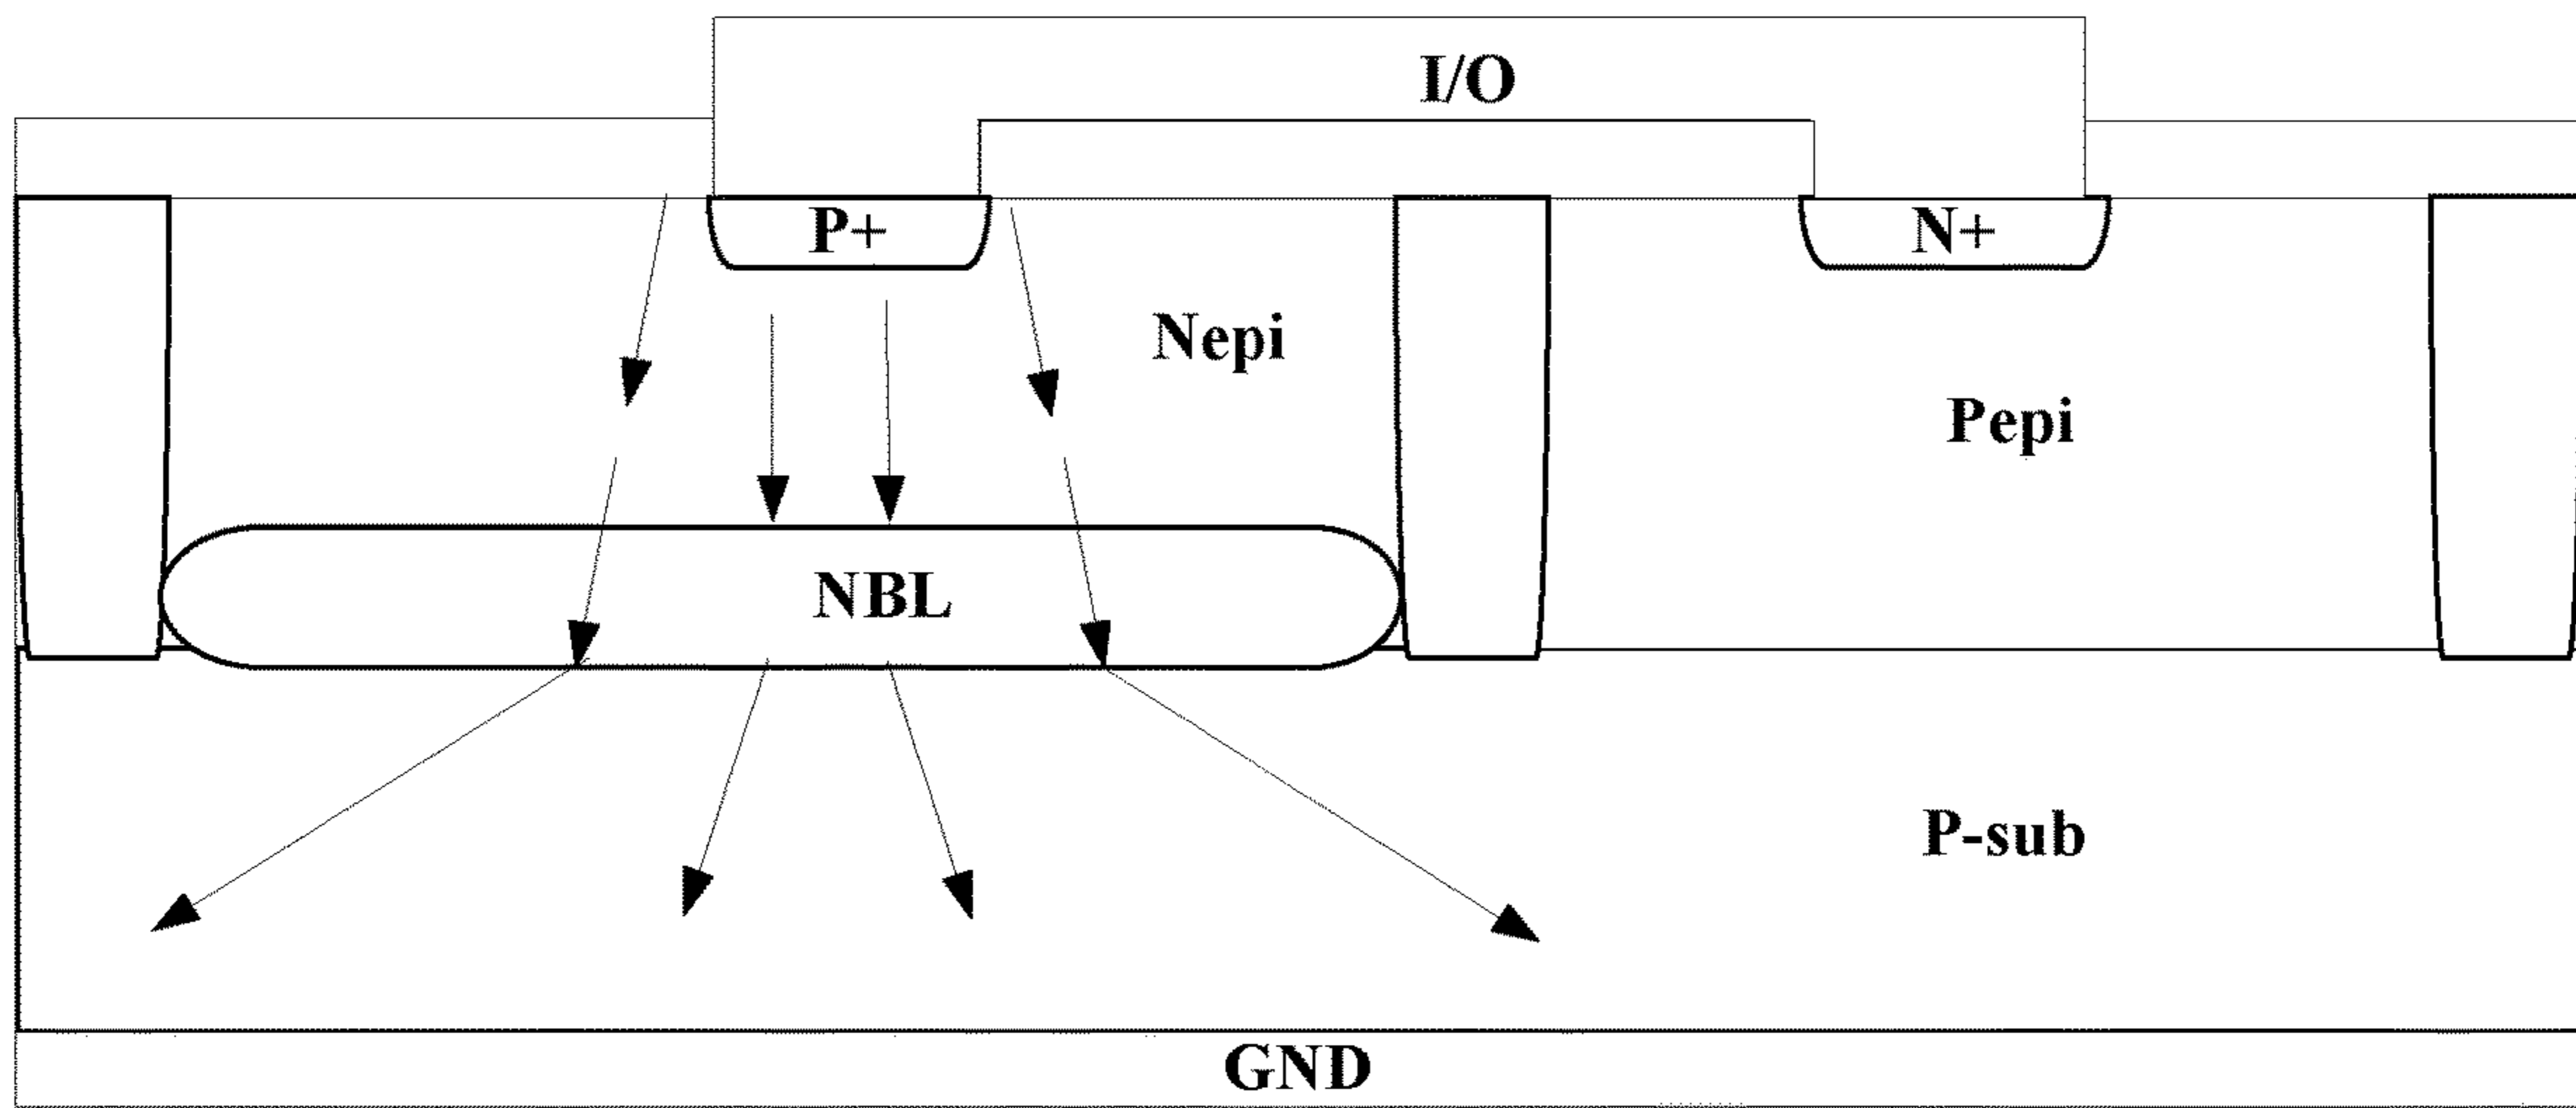 I/O
P+
N+
Nepi
Pepi
NBL
P-sub
GND